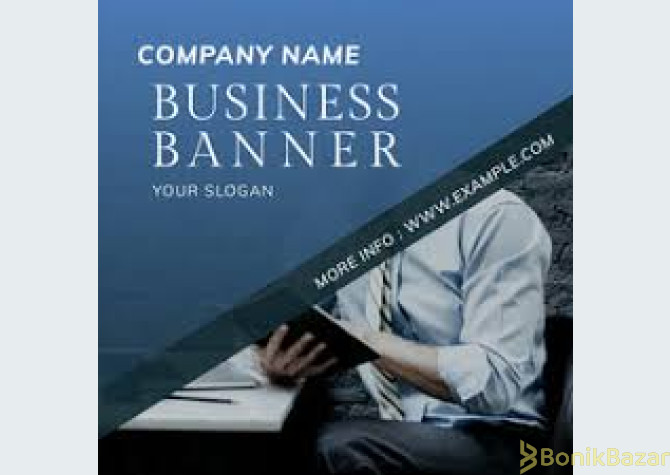 COMPANY NAME
BUSINESS
BANNER
YOUR SLOGAN
MORE INFO : WWW.EXAMPLE.COM
BonikBazar